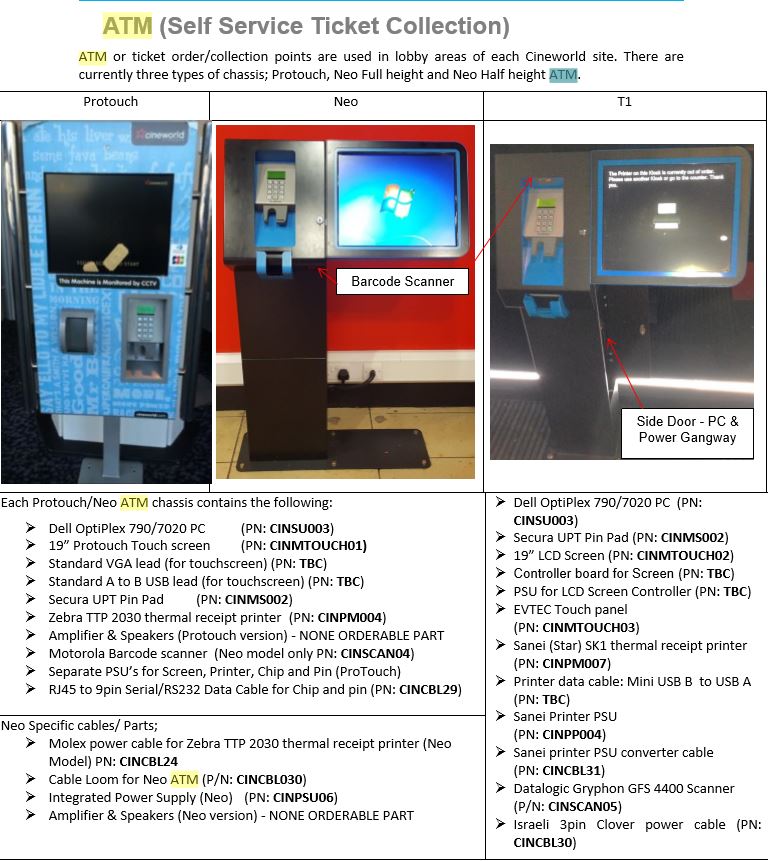 ATM (Self Service Ticket Collection)
ATM or ticket order/collection points are used in lobby areas of each Cineworld site. There are
currently three types of chassis; Protouch, Neo Full height and Neo Half height ATM.
Protouch
Neo
T1
cineworld
some fava beans
This Machine is Monitored by CCTV
MORNING
Good
Mr B
cineworld.com
Barcode Scanner
The Printer on this Kiosk is currently out of order.
Please use another Kiosk or go to the counter. Thank
you.
Side Door - PC &
Power Gangway
Each Protouch/Neo ATM chassis contains the following:
➢ Dell OptiPlex 790/7020 PC (PN: CINSU003)
➢ 19” Protouch Touch screen (PN: CINMTOUCH01)
➢ Standard VGA lead (for touchscreen) (PN: TBC)
➢ Standard A to B USB lead (for touchscreen) (PN: TBC)
➢ Secura UPT Pin Pad (PN: CINMS002)
➢ Zebra TTP 2030 thermal receipt printer (PN: CINPM004)
➢ Amplifier & Speakers (Protouch version) - NONE ORDERABLE PART
➢ Motorola Barcode scanner (Neo model only PN: CINSCAN04)
➢ Separate PSU’s for Screen, Printer, Chip and Pin (ProTouch)
➢ RJ45 to 9pin Serial/RS232 Data Cable for Chip and pin (PN: CINCBL29)
Neo Specific cables/ Parts;
➢ Molex power cable for Zebra TTP 2030 thermal receipt printer (Neo
Model) PN: CINCBL24
➢ Cable Loom for Neo ATM (P/N: CINCBL030)
➢ Integrated Power Supply (Neo) (PN: CINPSU06)
➢ Amplifier & Speakers (Neo version) - NONE ORDERABLE PART
➢ Dell OptiPlex 790/7020 PC (PN:
CINSU003)
➢ Secura UPT Pin Pad (PN: CINMS002)
➢ 19” LCD Screen (PN: CINMTOUCH02)
➢ Controller board for Screen (PN: TBC)
➢ PSU for LCD Screen Controller (PN: TBC)
➢ EVTEC Touch panel
(PN: CINMTOUCH03)
➢ Sanei (Star) SK1 thermal receipt printer
(PN: CINPM007)
➢ Printer data cable: Mini USB B to USB A
(PN: TBC)
➢ Sanei Printer PSU
(PN: CINPP004)
➢ Sanei printer PSU converter cable
(PN: CINCBL31)
➢ Datalogic Gryphon GFS 4400 Scanner
(P/N: CINSCAN05)
➢ Israeli 3pin Clover power cable (PN:
CINCBL30)